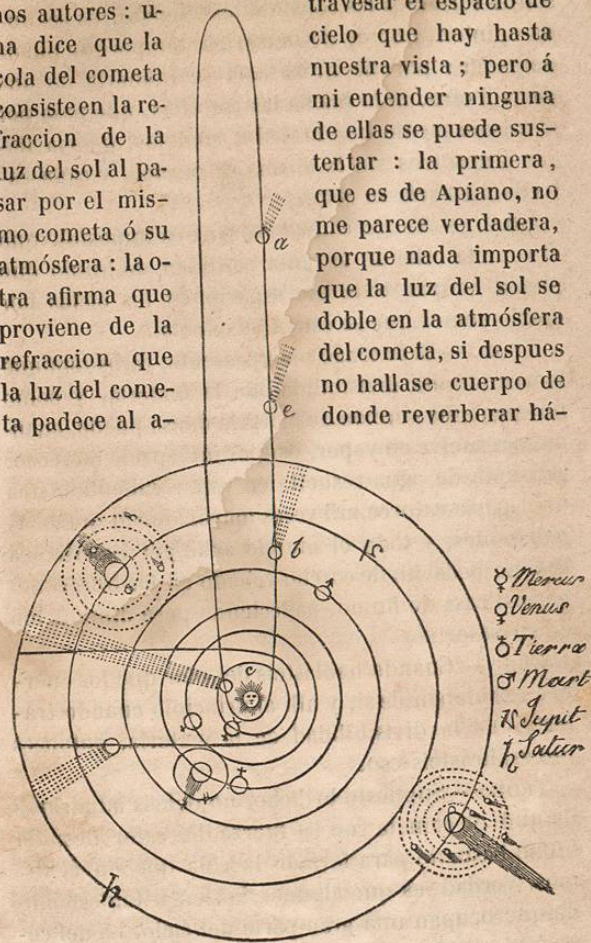 nos autores : u-
na dice que la
cola del cometa
consiste en la re-
fraccion de la
luz del sol al pa-
sar por el mis-
mo cometa ó su
atmósfera : la o-
tra afirma que
proviene de la
refraccion que
la luz del come-
ta padece al a-
travesar el espacio de
cielo que hay hasta
nuestra vista ; pero á
mi entender ninguna
de ellas se puede sus-
tentar : la primera,
que es de Apiano, no
me parece verdadera,
porque nada importa
que la luz del sol se
doble en la atmósfera
del cometa, si despues
no hallase cuerpo de
donde reverberar há-
a
e
b
♃
♂
c
♄
☿ Mercur
♀ Venus
♁ Tierra
♂ Mart
♃ Jupit
♄ Satur